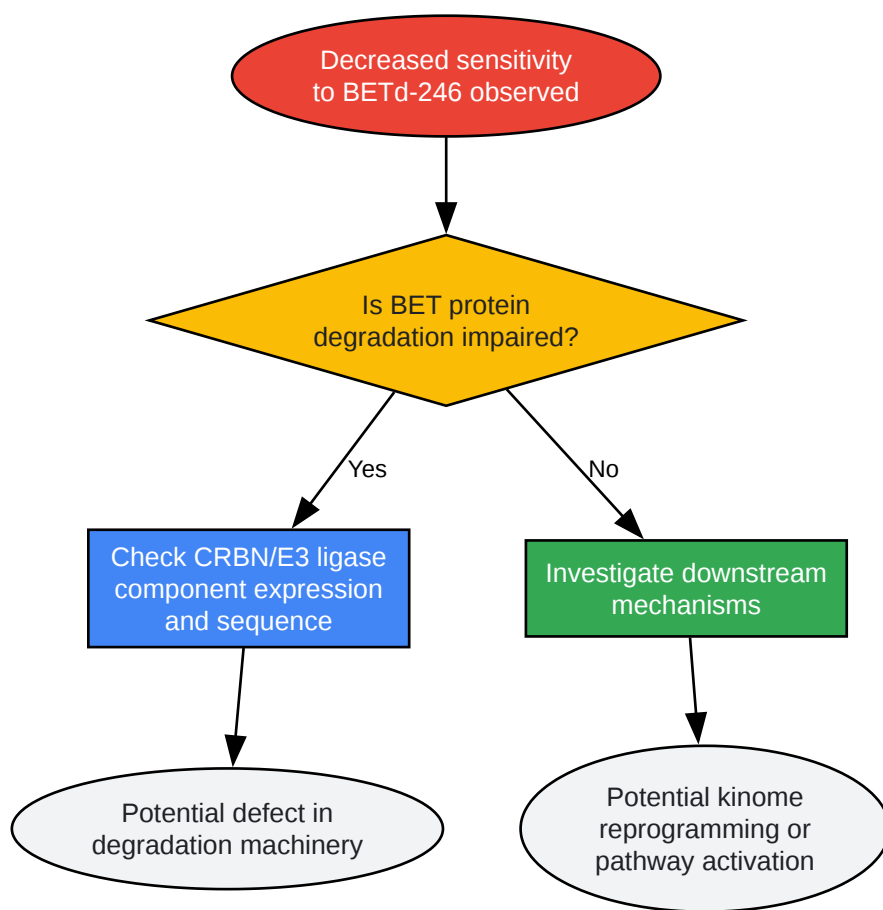 Decreased sensitivity
to BETd-246 observed
Is BET protein
degradation impaired?
Yes
No
Check CRBN/E3 ligase
component expression
and sequence
Investigate downstream
mechanisms
Potential defect in
degradation machinery
Potential kinome
reprogramming or
pathway activation